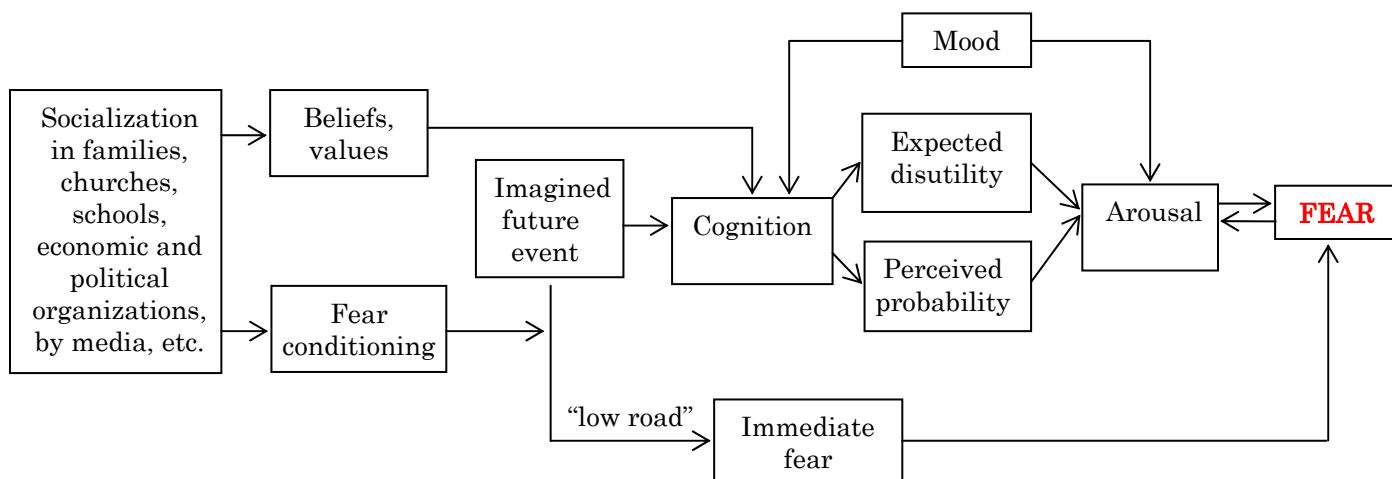 Mood
Socialization
in families,
churches,
schools,
economic and
political
organizations,
by media, etc.
Beliefs,
values
Imagined
future
event
Cognition
Expected
disutility
Perceived
probability
Arousal
FEAR
Fear
conditioning
“low road”
Immediate
fear